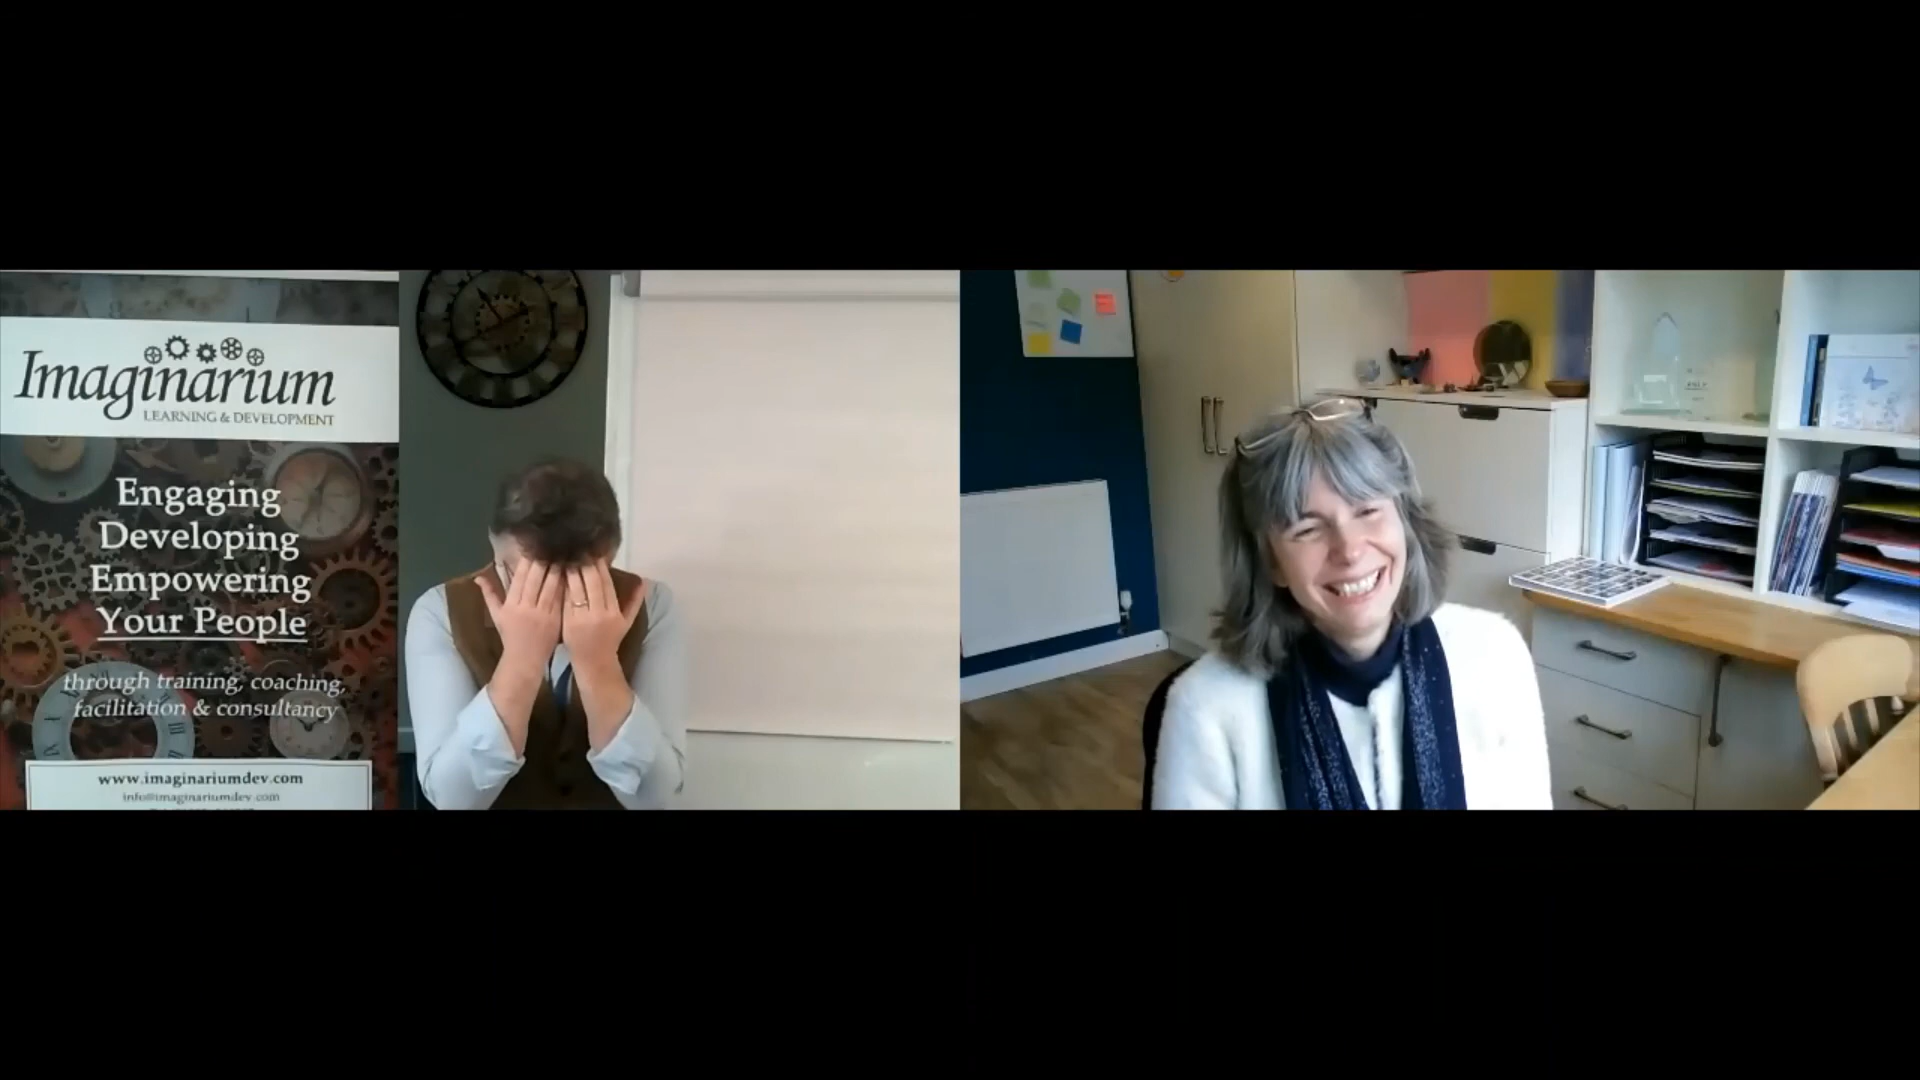 Imaginarium
LEARNING & DEVELOPMENT
Engaging
Developing
Empowering
Your People
through training, coaching,
facilitation & consultancy
www.imaginariumdev.com
info@imaginariumdev.com